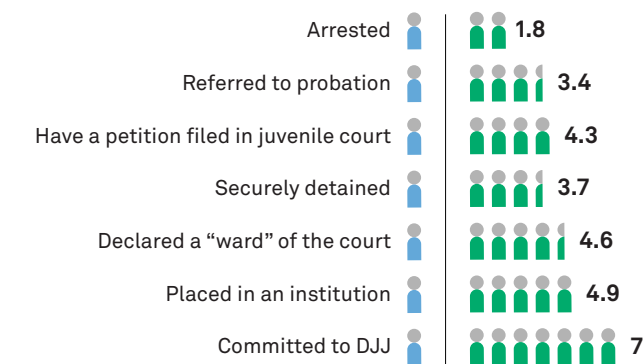 Arrested 1.8
Referred to probation 3.4
Have a petition filed in juvenile court 4.3
Securely detained 3.7
Declared a “ward” of the court 4.6
Placed in an institution 4.9
Committed to DJJ 7